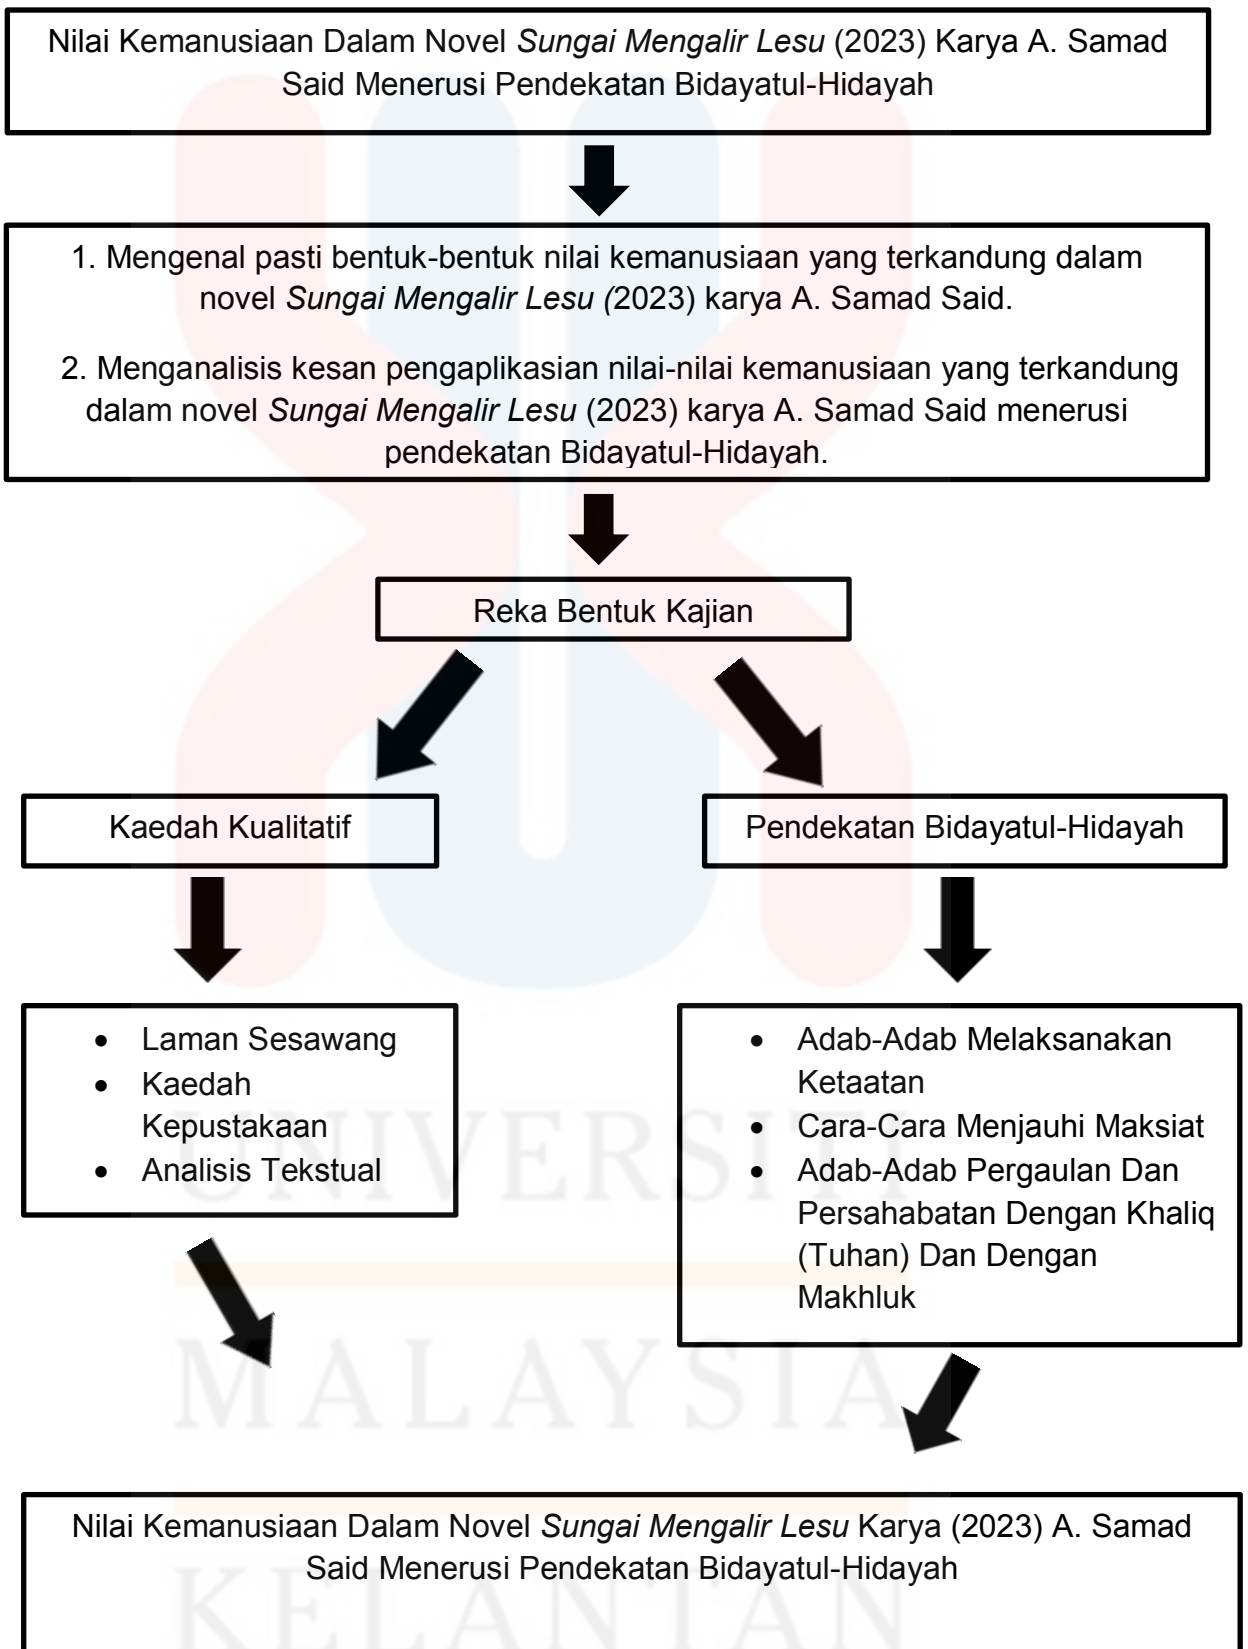 Nilai Kemanusiaan Dalam Novel Sungai Mengalir Lesu (2023) Karya A. Samad
Said Menerusi Pendekatan Bidayatul-Hidayah
1. Mengenal pasti bentuk-bentuk nilai kemanusiaan yang terkandung dalam
novel Sungai Mengalir Lesu (2023) karya A. Samad Said.
2. Menganalisis kesan pengaplikasian nilai-nilai kemanusiaan yang terkandung
dalam novel Sungai Mengalir Lesu (2023) karya A. Samad Said menerusi
pendekatan Bidayatul-Hidayah.
Reka Bentuk Kajian
Kaedah Kualitatif
Pendekatan Bidayatul-Hidayah
• Laman Sesawang
• Kaedah
Kepustakaan
• Analisis Tekstual
• Adab-Adab Melaksanakan
Ketaatan
• Cara-Cara Menjauhi Maksiat
• Adab-Adab Pergaulan Dan
Persahabatan Dengan Khaliq
(Tuhan) Dan Dengan
Makhluk
Nilai Kemanusiaan Dalam Novel Sungai Mengalir Lesu Karya (2023) A. Samad
Said Menerusi Pendekatan Bidayatul-Hidayah
UNIVERSITI
MALAYSIA
KELANTAN